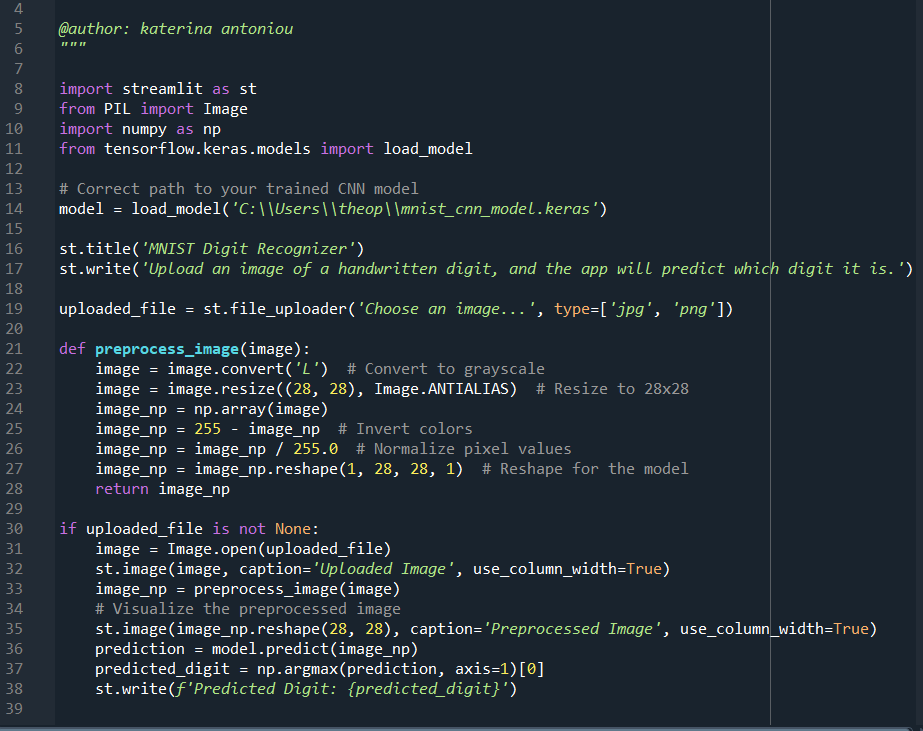 4
5 @author: katerina antoniou
6 """
7
8 import streamlit as st
9 from PIL import Image
10 import numpy as np
11 from tensorflow.keras.models import load_model
12
13 # Correct path to your trained CNN model
14 model = load_model('C:\\Users\\theop\\mnist_cnn_model.keras')
15
16 st.title('MNIST Digit Recognizer')
17 st.write('Upload an image of a handwritten digit, and the app will predict which digit it is.')
18
19 uploaded_file = st.file_uploader('Choose an image...', type=['jpg', 'png'])
20
21 def preprocess_image(image):
22     image = image.convert('L')  # Convert to grayscale
23     image = image.resize((28, 28), Image.ANTIALIAS)  # Resize to 28x28
24     image_np = np.array(image)
25     image_np = 255 - image_np  # Invert colors
26     image_np = image_np / 255.0  # Normalize pixel values
27     image_np = image_np.reshape(1, 28, 28, 1)  # Reshape for the model
28     return image_np
29
30 if uploaded_file is not None:
31     image = Image.open(uploaded_file)
32     st.image(image, caption='Uploaded Image', use_column_width=True)
33     image_np = preprocess_image(image)
34     # Visualize the preprocessed image
35     st.image(image_np.reshape(28, 28), caption='Preprocessed Image', use_column_width=True)
36     prediction = model.predict(image_np)
37     predicted_digit = np.argmax(prediction, axis=1)[0]
38     st.write(f'Predicted Digit: {predicted_digit}')
39